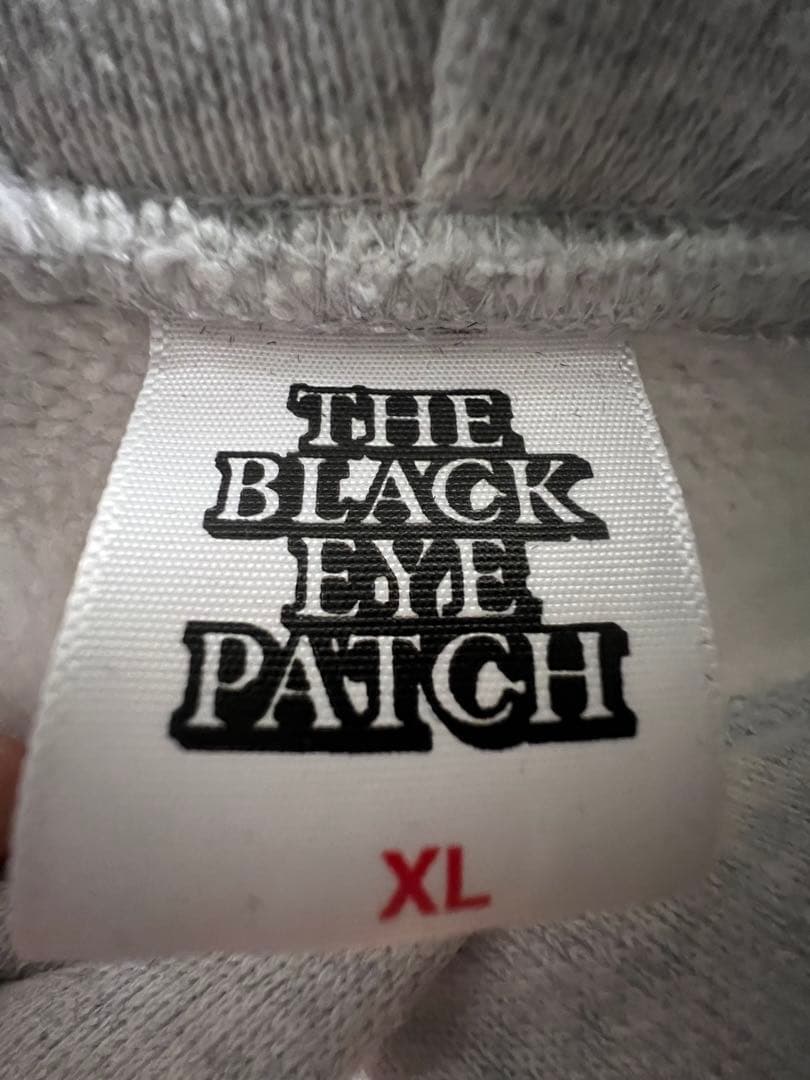 THE
BLACK
EYE
PATCH
XL